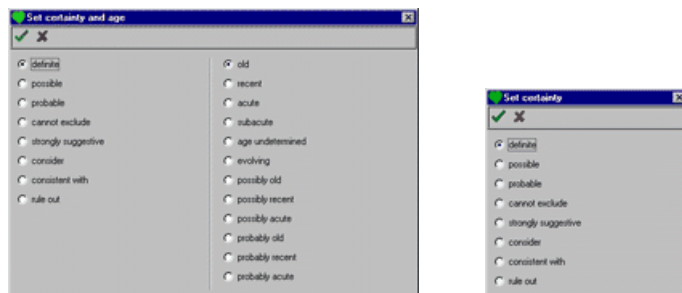 Set certainty and age
definite
possible
probable
cannot exclude
strongly suggestive
consider
consistent with
rule out
old
recent
acute
subacute
age undetermined
evolving
possibly old
possibly recent
possibly acute
probably old
probably recent
probably acute
Set certainty
definite
possible
probable
cannot exclude
strongly suggestive
consider
consistent with
rule out